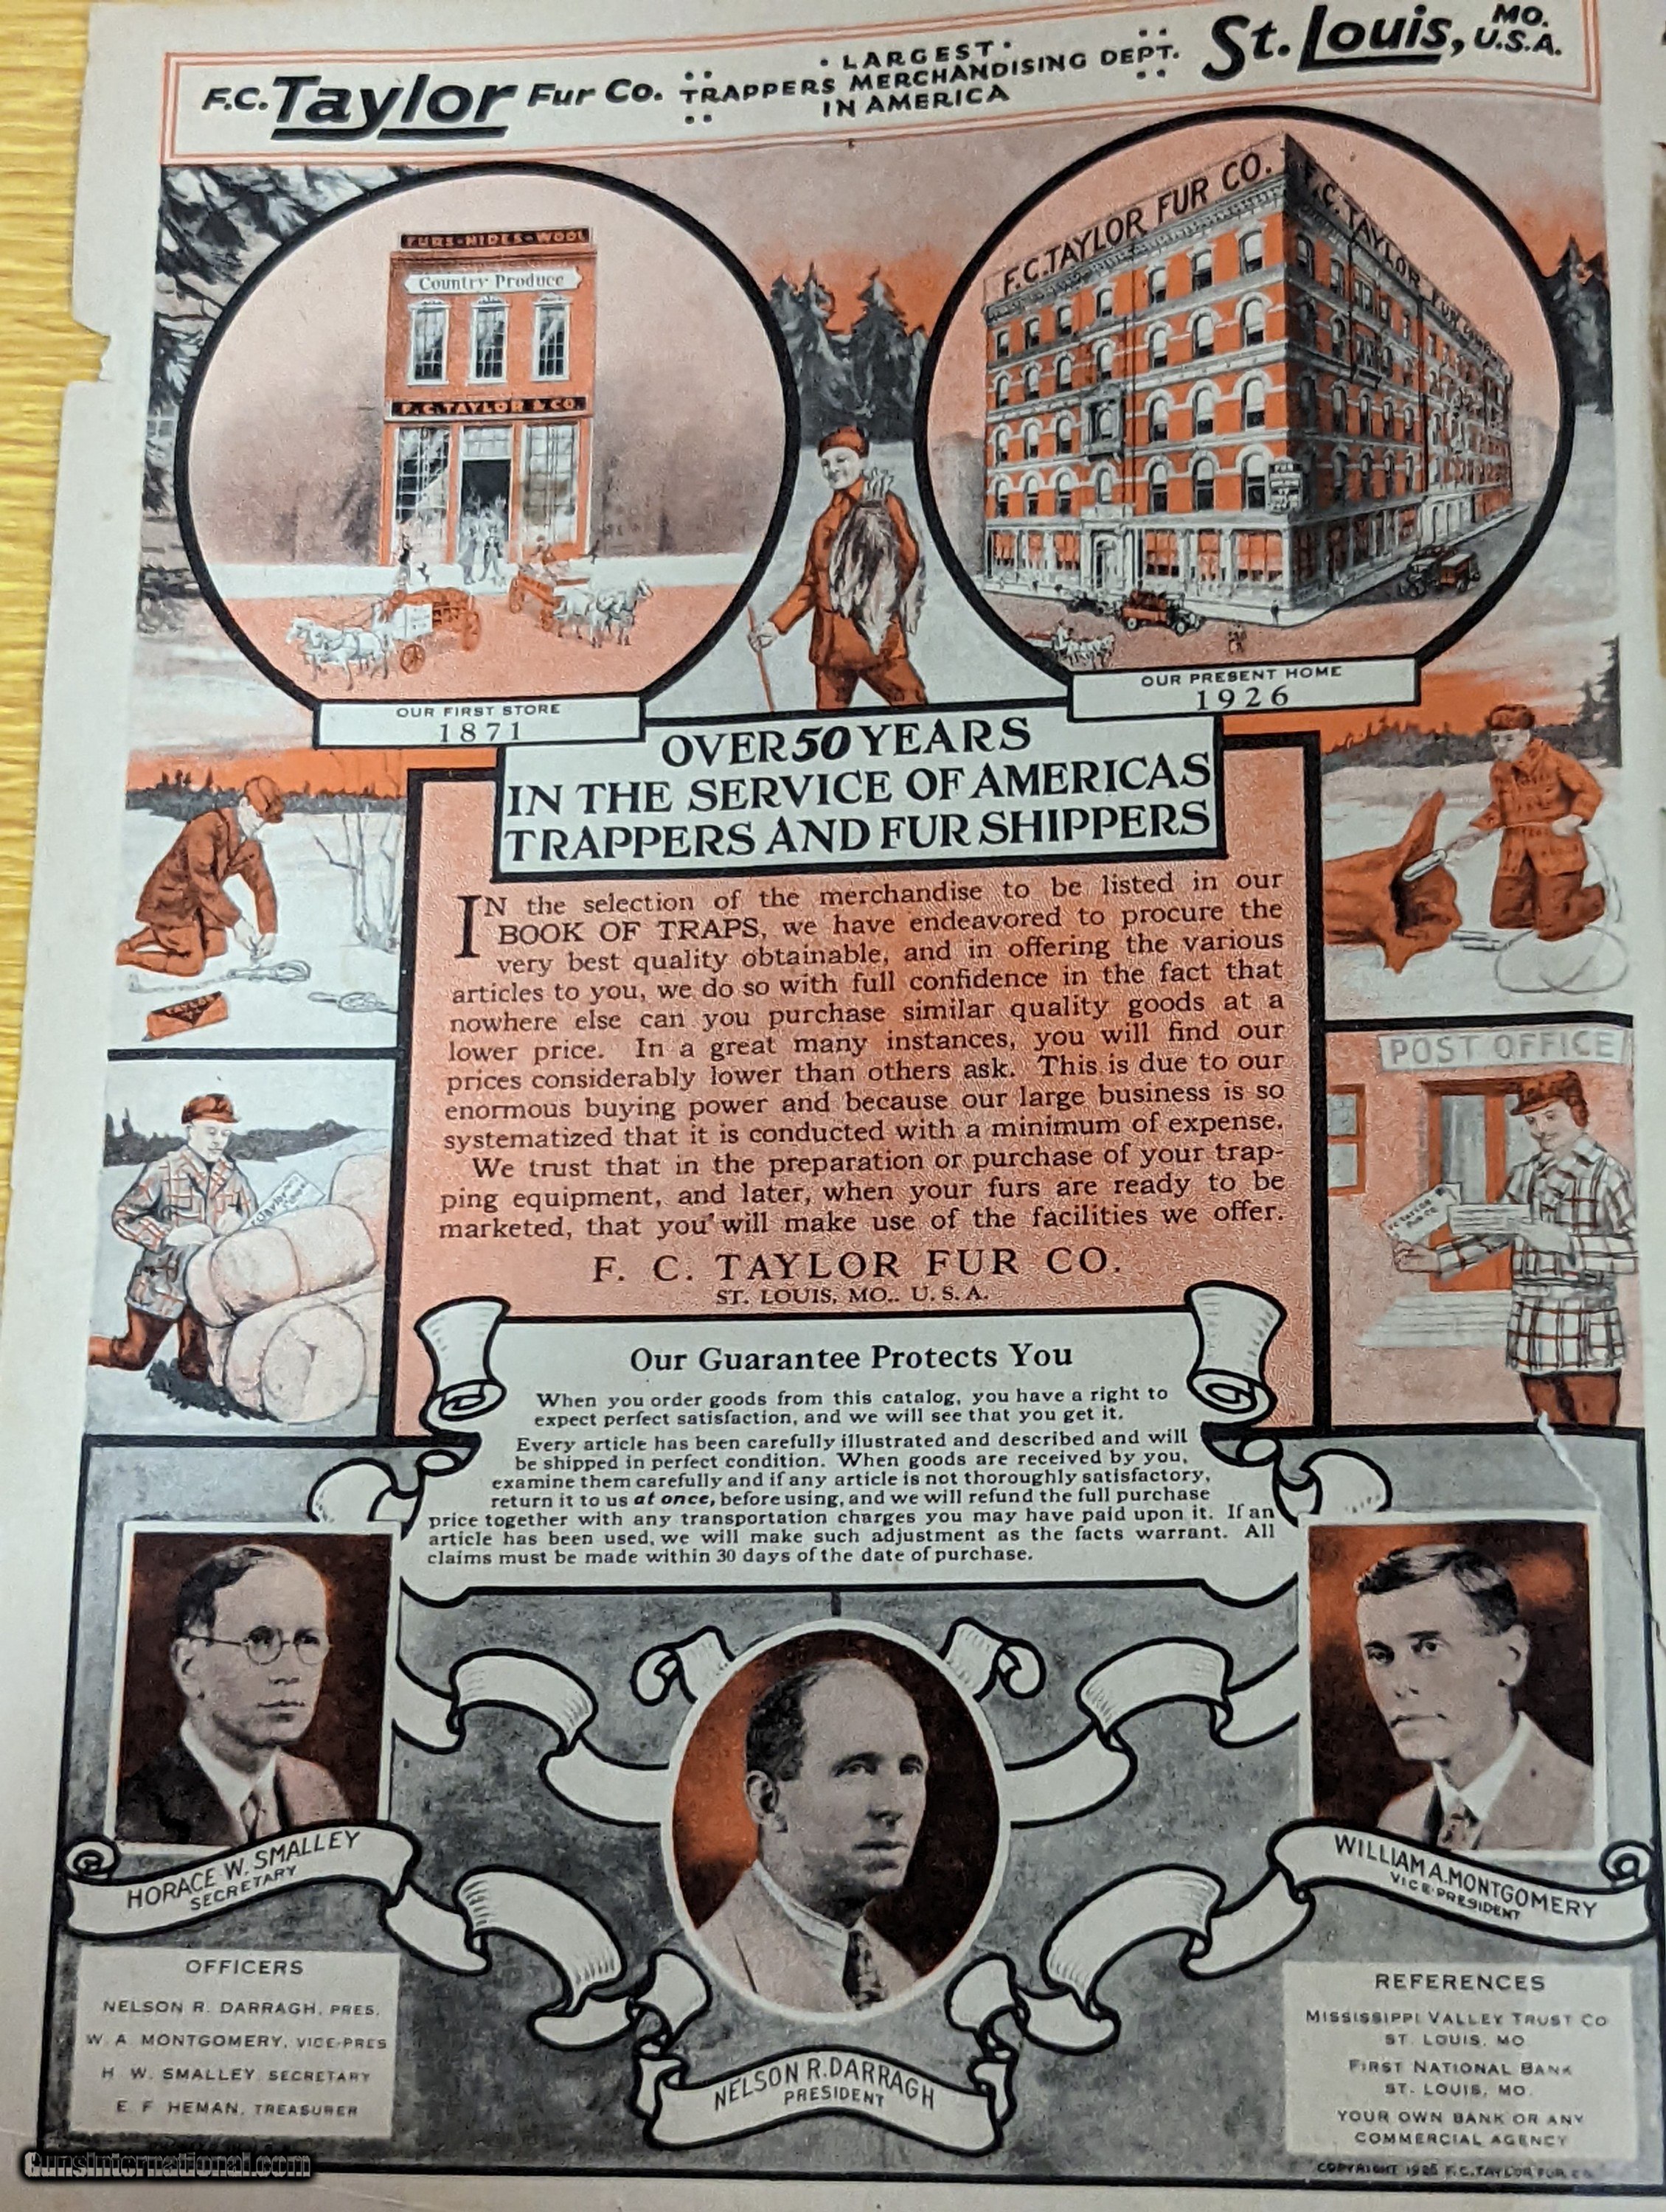 F.C. Taylor Fur Co.
LARGEST
TRAPPERS MERCHANDISING DEPT.
IN AMERICA
St. Louis, MO.
U.S.A.
FURS-HIDES-WOOL
Country Produce
F.C. TAYLOR & CO.
F.C. TAYLOR FUR CO.
F.C. TAYLOR FUR
OUR FIRST STORE
1871
OUR PRESENT HOME
1926
OVER 50 YEARS
IN THE SERVICE OF AMERICAS
TRAPPERS AND FUR SHIPPERS
IN the selection of the merchandise to be listed in our
BOOK OF TRAPS, we have endeavored to procure the
very best quality obtainable, and in offering the various
articles to you, we do so with full confidence in the fact that
nowhere else can you purchase similar quality goods at a
lower price. In a great many instances, you will find our
prices considerably lower than others ask. This is due to our
enormous buying power and because our large business is so
systematized that it is conducted with a minimum of expense.
We trust that in the preparation or purchase of your trap-
ping equipment, and later, when your furs are ready to be
marketed, that you will make use of the facilities we offer.
F. C. TAYLOR FUR CO.
ST. LOUIS, MO., U.S.A.
TAYLOR
POST OFFICE
F.C. TAYLOR
FUR CO.
Our Guarantee Protects You
When you order goods from this catalog, you have a right to
expect perfect satisfaction, and we will see that you get it.
Every article has been carefully illustrated and described and will
be shipped in perfect condition. When goods are received by you,
examine them carefully and if any article is not thoroughly satisfactory,
return it to us at once, before using, and we will refund the full purchase
price together with any transportation charges you may have paid upon it. If an
article has been used, we will make such adjustment as the facts warrant. All
claims must be made within 30 days of the date of purchase.
HORACE W. SMALLEY
SECRETARY
NELSON R. DARRAGH
PRESIDENT
WILLIAM A. MONTGOMERY
VICE-PRESIDENT
OFFICERS
NELSON R. DARRAGH, PRES.
W. A. MONTGOMERY, VICE-PRES
H W. SMALLEY, SECRETARY
E. F HEMAN, TREASURER
REFERENCES
MISSISSIPPI VALLEY TRUST CO
ST. LOUIS, MO
FIRST NATIONAL BANK
ST. LOUIS, MO.
YOUR OWN BANK OR ANY
COMMERCIAL AGENCY
COPYRIGHT 1926 F.C. TAYLOR FUR CO.
GunsInternational.com